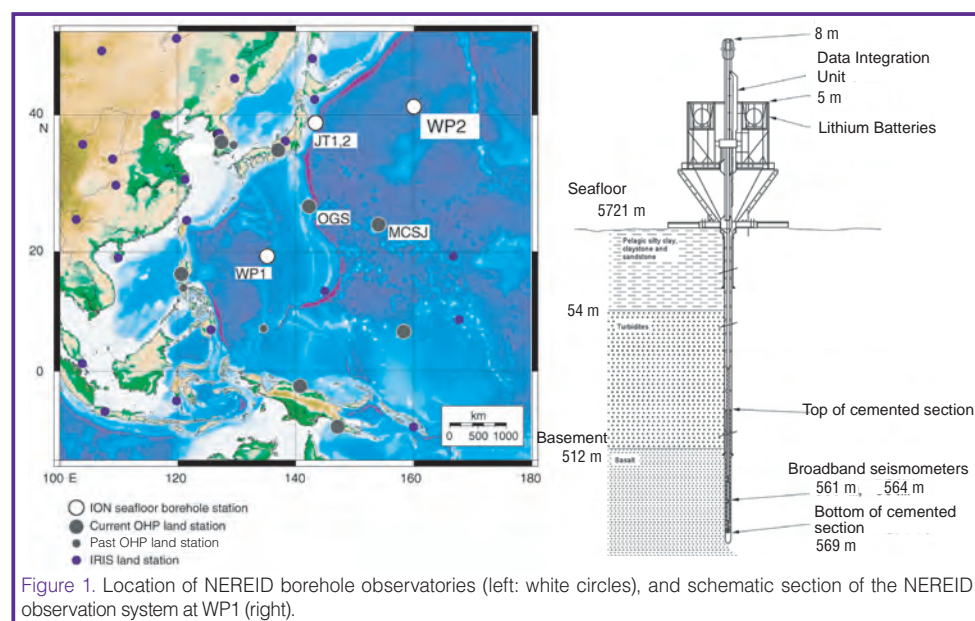 40
N
20
0
100 E
120
140
160
180
WP2
JT1,2
OGS
MCSJ
WP1
km
0 500 1000
ION seafloor borehole station
Current OHP land station
Past OHP land station
IRIS land station
8 m
Data Integration
Unit
5 m
Lithium Batteries
Seafloor
5721 m
Pelagic silty clay,
claystone and
sandstone
54 m
Turbidites
Top of cemented section
Basement
512 m
Basalt
Broadband seismometers
561 m, 564 m
Bottom of cemented
section
569 m
Figure 1. Location of NEREID borehole observatories (left: white circles), and schematic section of the NEREID
observation system at WP1 (right).